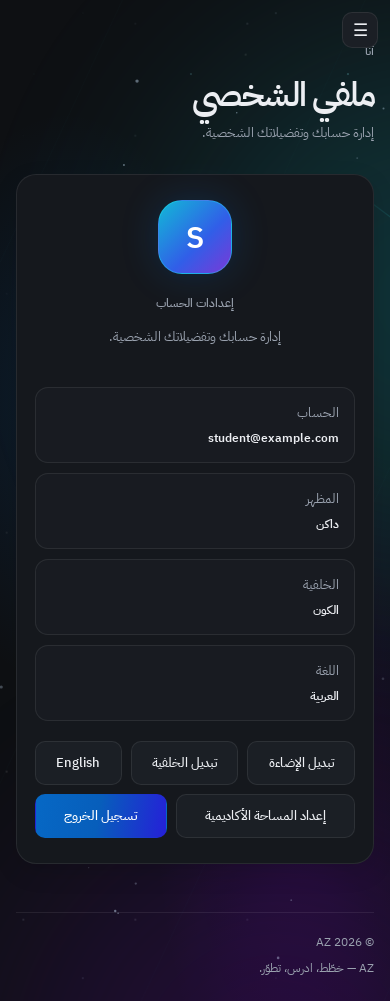 أنا
ملفي الشخصي
إدارة حسابك وتفضيلاتك الشخصية.
S
إعدادات الحساب
إدارة حسابك وتفضيلاتك الشخصية.
الحساب
student@example.com
المظهر
داكن
الخلفية
الكون
اللغة
العربية
تبديل الإضاءة
تبديل الخلفية
English
إعداد المساحة الأكاديمية
تسجيل الخروج
© 2026 AZ
AZ — خطّط، ادرس، تطوّر.